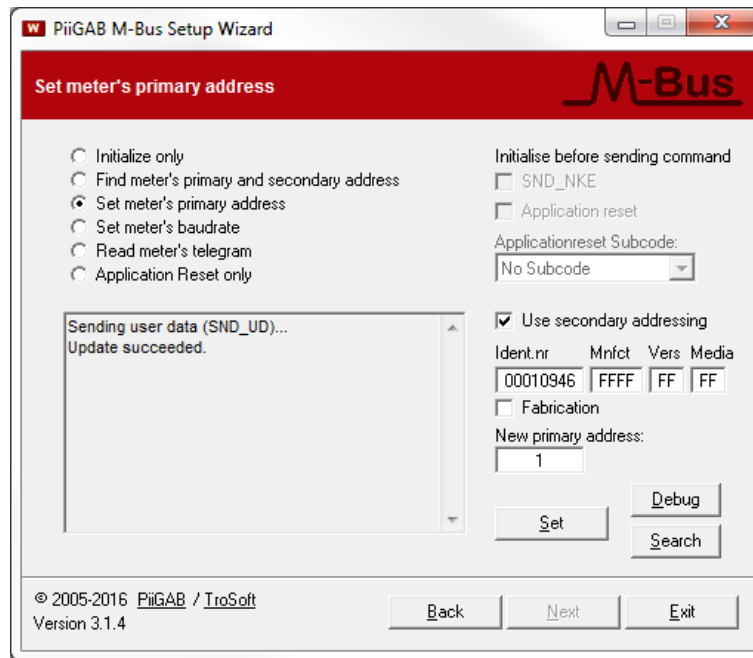 W PiiGAB M-Bus Setup Wizard
Set meter's primary address
M-Bus
Initialize only
Find meter's primary and secondary address
Set meter's primary address
Set meter's baudrate
Read meter's telegram
Application Reset only
Initialise before sending command
SND_NKE
Application reset
Applicationreset Subcode:
No Subcode
Sending user data (SND_UD)...
Update succeeded.
Use secondary addressing
Ident.nr Mnfct Vers Media
00010946 FFFF FF FF
Fabrication
New primary address:
1
Set
Debug
Search
© 2005-2016 PiiGAB / TroSoft
Version 3.1.4
Back Next Exit